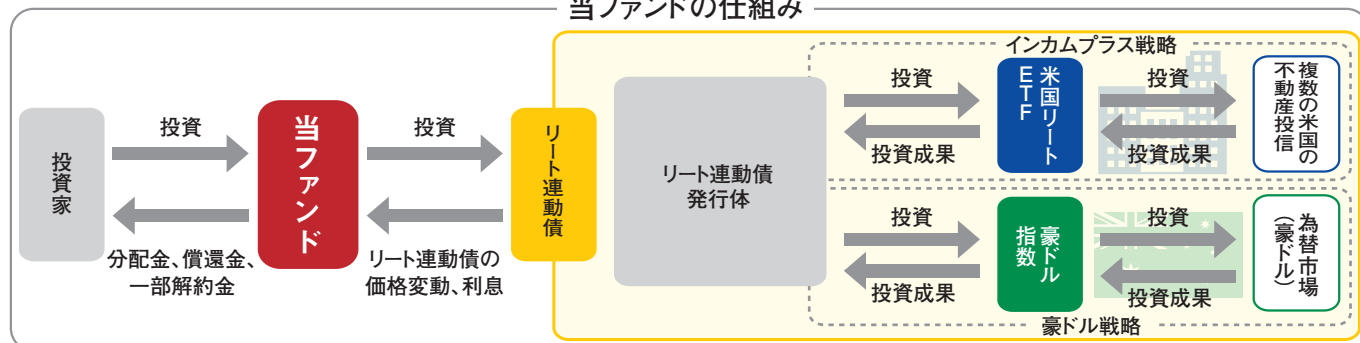 当ファンドの仕組み
投資家
投資
分配金、償還金、
一部解約金
当ファンド
投資
リート連動債の
価格変動、利息
リート連動債
リート連動債
発行体
インカムプラス戦略
投資
投資成果
米国リート
ETF
投資
投資成果
複数の米国の
不動産投信
投資
投資成果
豪ドル
指数
投資
投資成果
為替市場
（豪ドル）
豪ドル戦略